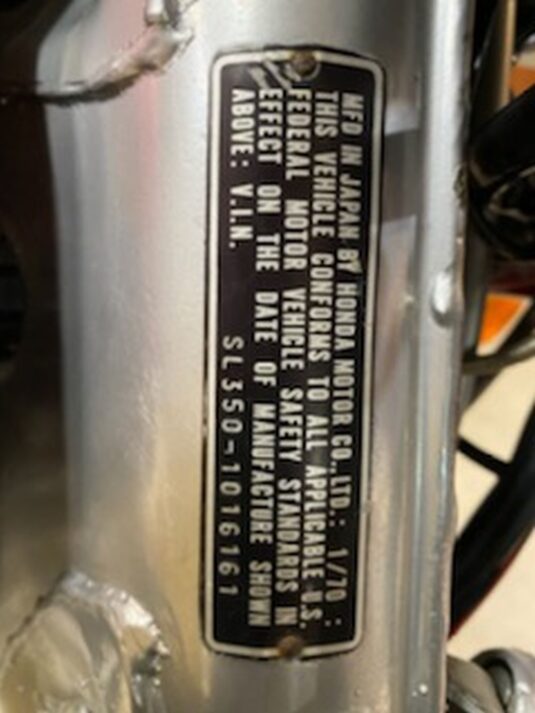 MFD IN JAPAN BY HONDA MOTOR CO.,LTD.: 1/70 :
THIS VEHICLE CONFORMS TO ALL APPLICABLE U.S.
FEDERAL MOTOR VEHICLE SAFETY STANDARDS IN
EFFECT ON THE DATE OF MANUFACTURE SHOWN
ABOVE: V.I.N. SL350-1016161